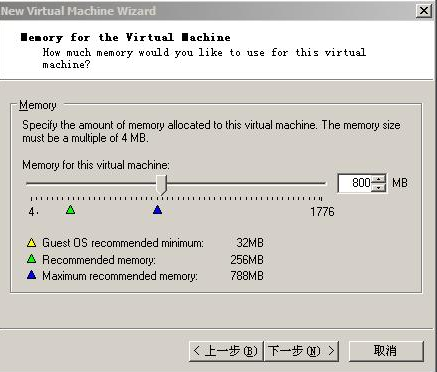 New Virtual Machine Wizard
Memory for the Virtual Machine
How much memory would you like to use for this virtual
machine?
Memory
Specify the amount of memory allocated to this virtual machine. The memory size
must be a multiple of 4 MB.
Memory for this virtual machine:
800 MB
4 1776
Guest OS recommended minimum: 32MB
Recommended memory: 256MB
Maximum recommended memory: 788MB
< 上一步(B) 下一步(N) > 取消